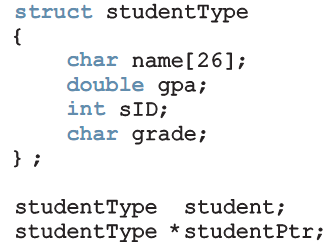 struct studentType
{
    char name[26];
    double gpa;
    int sID;
    char grade;
} ;

studentType  student;
studentType *studentPtr;